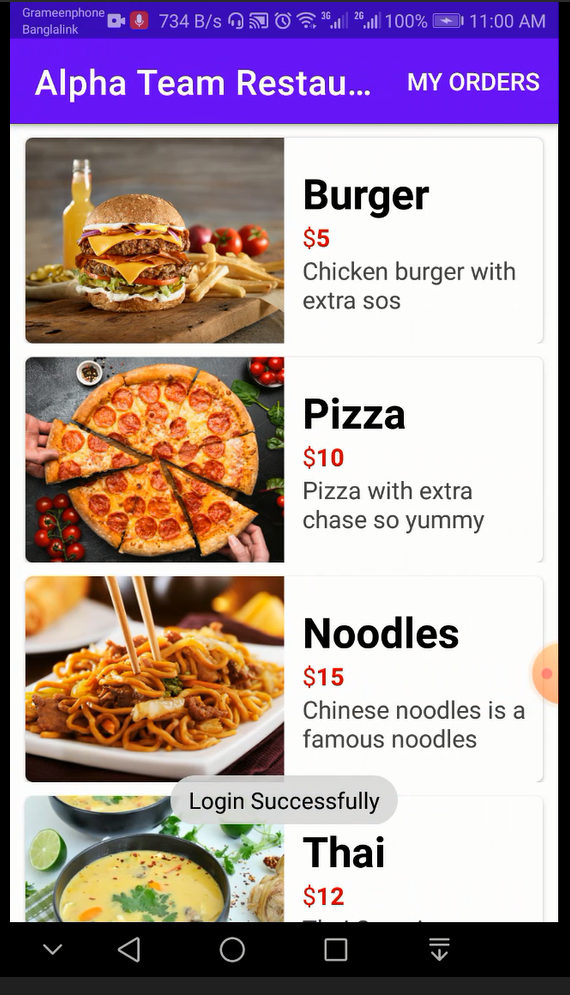 Grameenphone
Banglalink
734 B/s 3G 2G 100% 11:00 AM
Alpha Team Restau... MY ORDERS
Burger
$5
Chicken burger with
extra sos
Pizza
$10
Pizza with extra
chase so yummy
Noodles
$15
Chinese noodles is a
famous noodles
Login Successfully
Thai
$12